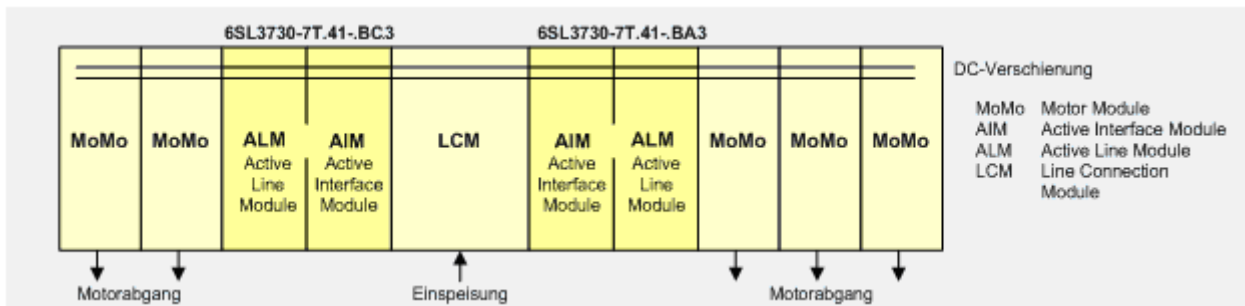 6SL3730-7T.41-.BC.3 6SL3730-7T.41-.BA3
DC-Verschienung
MoMo Motor Module
AIM Active Interface Module
ALM Active Line Module
LCM Line Connection
Module
MoMo MoMo ALM AIM LCM AIM ALM MoMo MoMo MoMo
Active Active Active Active
Line Interface Interface Line
Module Module Module Module
Motorabgang Einspeisung Motorabgang